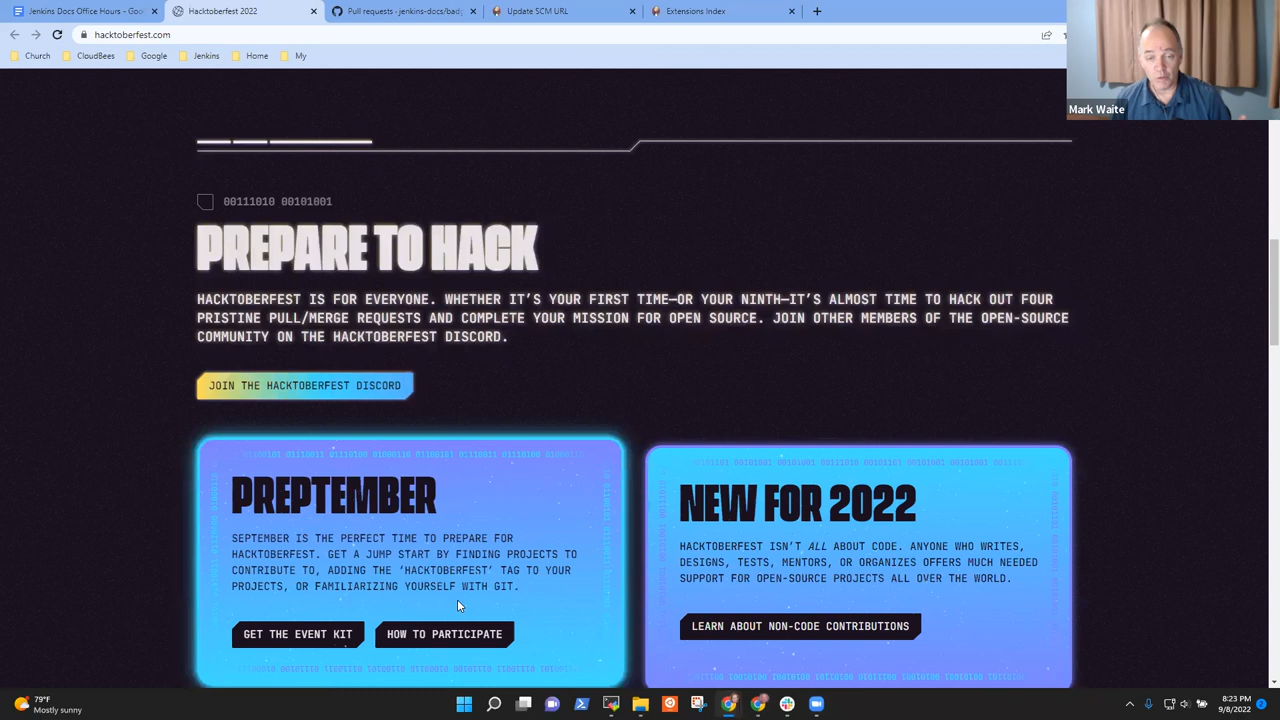 Jenkins Docs Office Hours - Goo
Hacktoberfest 2022
Pull requests · jenkins-docs/bad
Update SCM URL
Extensions Index
hacktoberfest.com
Church
CloudBees
Google
Jenkins
Home
My
Mark Waite
00111010 00101001
PREPARE TO HACK
HACKTOBERFEST IS FOR EVERYONE. WHETHER IT'S YOUR FIRST TIME—OR YOUR NINTH—IT'S ALMOST TIME TO HACK OUT FOUR
PRISTINE PULL/MERGE REQUESTS AND COMPLETE YOUR MISSION FOR OPEN SOURCE. JOIN OTHER MEMBERS OF THE OPEN-SOURCE
COMMUNITY ON THE HACKTOBERFEST DISCORD.
JOIN THE HACKTOBERFEST DISCORD
PREPTEMBER
SEPTEMBER IS THE PERFECT TIME TO PREPARE FOR
HACKTOBERFEST. GET A JUMP START BY FINDING PROJECTS TO
CONTRIBUTE TO, ADDING THE 'HACKTOBERFEST' TAG TO YOUR
PROJECTS, OR FAMILIARIZING YOURSELF WITH GIT.
GET THE EVENT KIT
HOW TO PARTICIPATE
NEW FOR 2022
HACKTOBERFEST ISN'T ALL ABOUT CODE. ANYONE WHO WRITES,
DESIGNS, TESTS, MENTORS, OR ORGANIZES OFFERS MUCH NEEDED
SUPPORT FOR OPEN-SOURCE PROJECTS ALL OVER THE WORLD.
LEARN ABOUT NON-CODE CONTRIBUTIONS
79°F
Mostly sunny
8:23 PM
9/8/2022
2